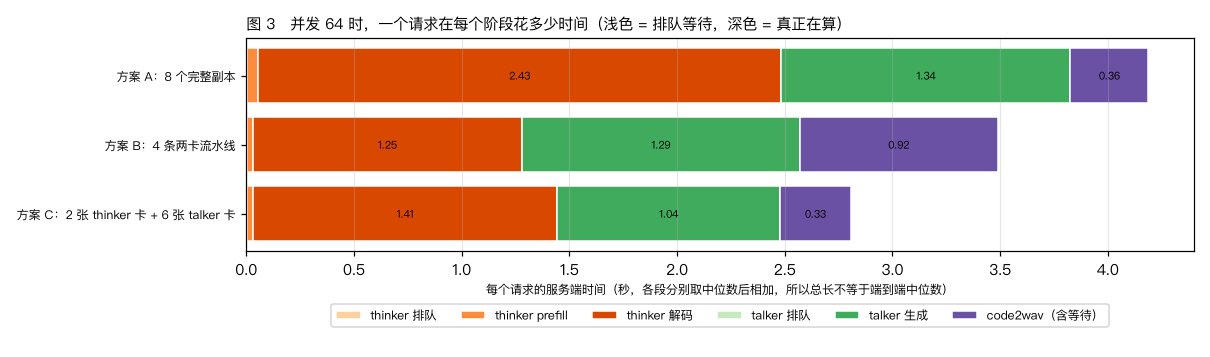 图 3　并发 64 时，一个请求在每个阶段花多少时间（浅色 = 排队等待，深色 = 真正在算）
方案 A：8 个完整副本
2.43
1.34
0.36
方案 B：4 条两卡流水线
1.25
1.29
0.92
方案 C：2 张 thinker 卡 + 6 张 talker 卡
1.41
1.04
0.33
0.0
0.5
1.0
1.5
2.0
2.5
3.0
3.5
4.0
每个请求的服务端时间（秒，各段分别取中位数后相加，所以总长不等于端到端中位数）
thinker 排队
thinker prefill
thinker 解码
talker 排队
talker 生成
code2wav（含等待）